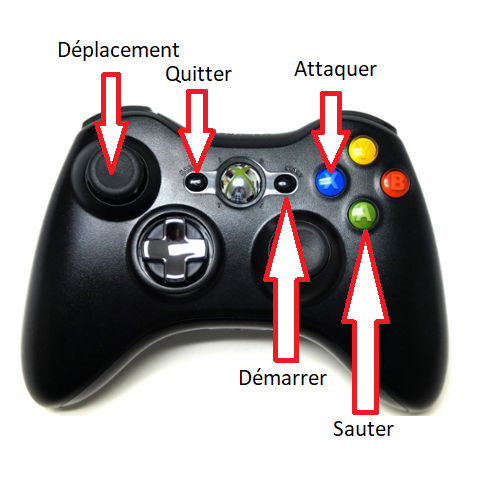 Déplacement
Quitter
Attaquer
Y
X
B
A
Démarrer
Sauter